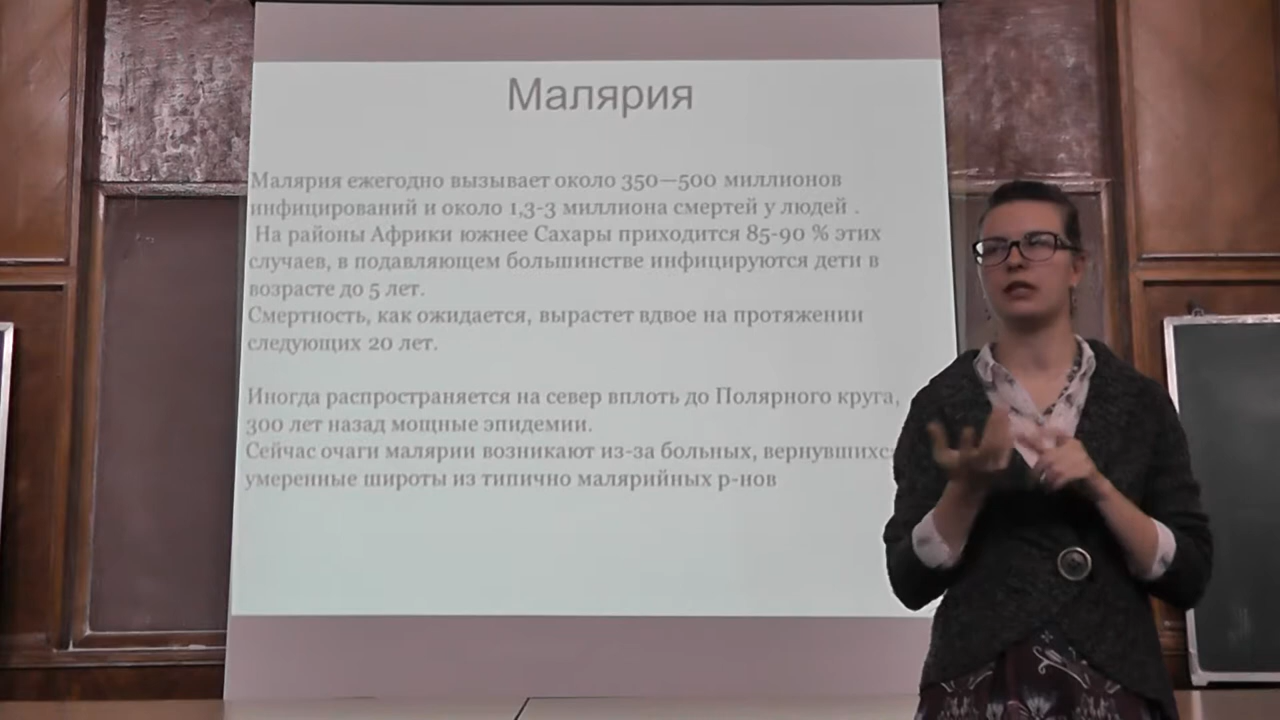 Малярия
Малярия ежегодно вызывает около 350—500 миллионов
инфицирований и около 1,3-3 миллиона смертей у людей .
На районы Африки южнее Сахары приходится 85-90 % этих
случаев, в подавляющем большинстве инфицируются дети в
возрасте до 5 лет.
Смертность, как ожидается, вырастет вдвое на протяжении
следующих 20 лет.
Иногда распространяется на север вплоть до Полярного круга,
300 лет назад мощные эпидемии.
Сейчас очаги малярии возникают из-за больных,
умеренные широты из типично малярийных р-нов